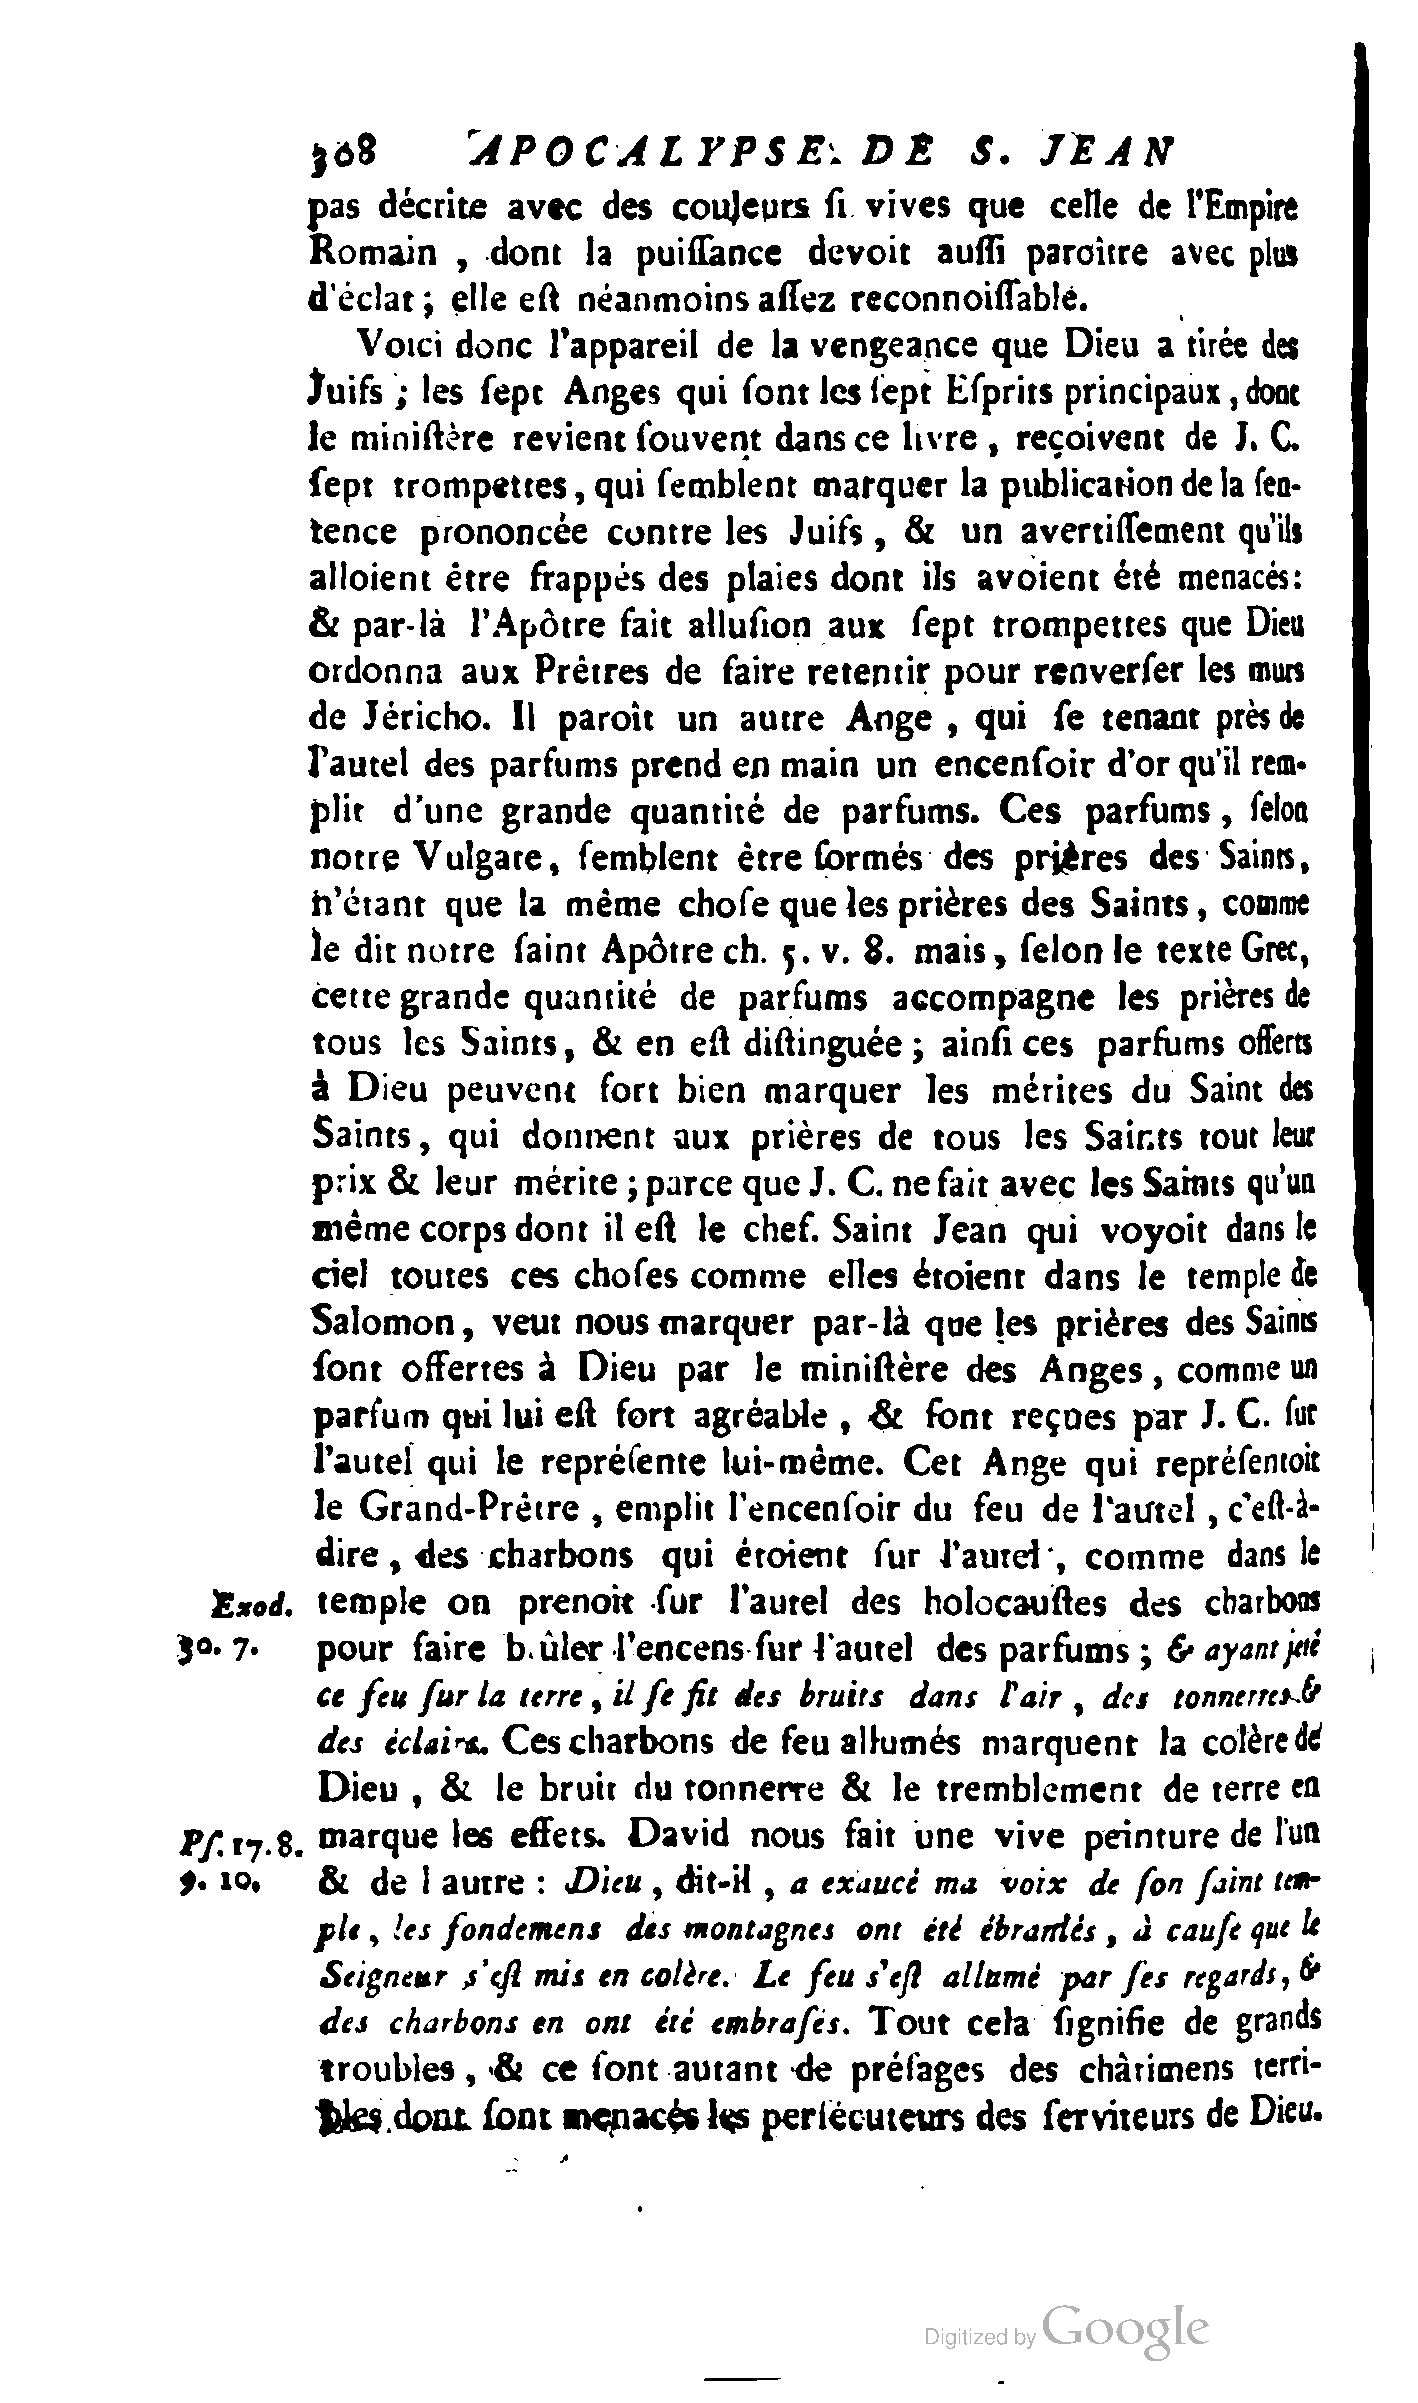 308 APOCALYPSE DE S. JEAN
pas décrite avec des couleurs ſi vives que celle de l'Empire
Romain , dont la puiſſance devoit auſſi paroître avec plus
d'éclat ; elle eſt néanmoins aſſez reconnoiſſable.
Voici donc l'appareil de la vengeance que Dieu a tirée des
Juifs ; les ſept Anges qui ſont les ſept Eſprits principaux , dont
le miniſtère revient ſouvent dans ce livre , reçoivent de J. C.
ſept trompettes , qui ſemblent marquer la publication de la ſen-
tence prononcée contre les Juifs , & un avertiſſement qu'ils
alloient être frappés des plaies dont ils avoient été menacés :
& par-là l'Apôtre fait alluſion aux ſept trompettes que Dieu
ordonna aux Prêtres de faire retentir pour renverſer les murs
de Jéricho. Il paroît un autre Ange , qui ſe tenant près de
l'autel des parfums prend en main un encenſoir d'or qu'il rem-
plit d'une grande quantité de parfums. Ces parfums , ſelon
notre Vulgate , ſemblent être formés des prières des Saints ,
n'étant que la même choſe que les prières des Saints , comme
le dit notre ſaint Apôtre ch. 5. v. 8. mais , ſelon le texte Grec,
cette grande quantité de parfums accompagne les prières de
tous les Saints , & en eſt diſtinguée ; ainſi ces parfums offerts
à Dieu peuvent fort bien marquer les mérites du Saint des
Saints , qui donnent aux prières de tous les Saints tout leur
prix & leur mérite ; parce que J. C. ne fait avec les Saints qu'un
même corps dont il eſt le chef. Saint Jean qui voyoit dans le
ciel toutes ces choſes comme elles étoient dans le temple de
Salomon , veut nous marquer par-là que les prières des Saints
ſont offertes à Dieu par le miniſtère des Anges , comme un
parfum qui lui eſt fort agréable , & ſont reçues par J. C. ſur
l'autel qui le repréſente lui-même. Cet Ange qui repréſentoit
le Grand-Prêtre , emplit l'encenſoir du feu de l'autel , c'eſt-à-
dire , des charbons qui étoient ſur l'autel , comme dans le
Exod. temple on prenoit ſur l'autel des holocauſtes des charbons
30. 7. pour faire brûler l'encens ſur l'autel des parfums ; & ayant jeté
ce feu ſur la terre , il ſe fit des bruits dans l'air , des tonnerres &
des éclairs. Ces charbons de feu allumés marquent la colère de
Dieu , & le bruit du tonnerre & le tremblement de terre en
Pſ. 17. 8. marque les effets. David nous fait une vive peinture de l'un
9. 10. & de l autre : Dieu , dit-il , a exaucé ma voix de ſon ſaint tem-
ple , les fondemens des montagnes ont été ébranlés , à cauſe que le
Seigneur s'eſt mis en colère. Le feu s'eſt allumé par ſes regards , &
des charbons en ont été embraſés. Tout cela ſignifie de grands
troubles , & ce ſont autant de préſages des châtimens terri-
bles dont ſont menacés les perſécuteurs des ſerviteurs de Dieu.
Digitized by Google